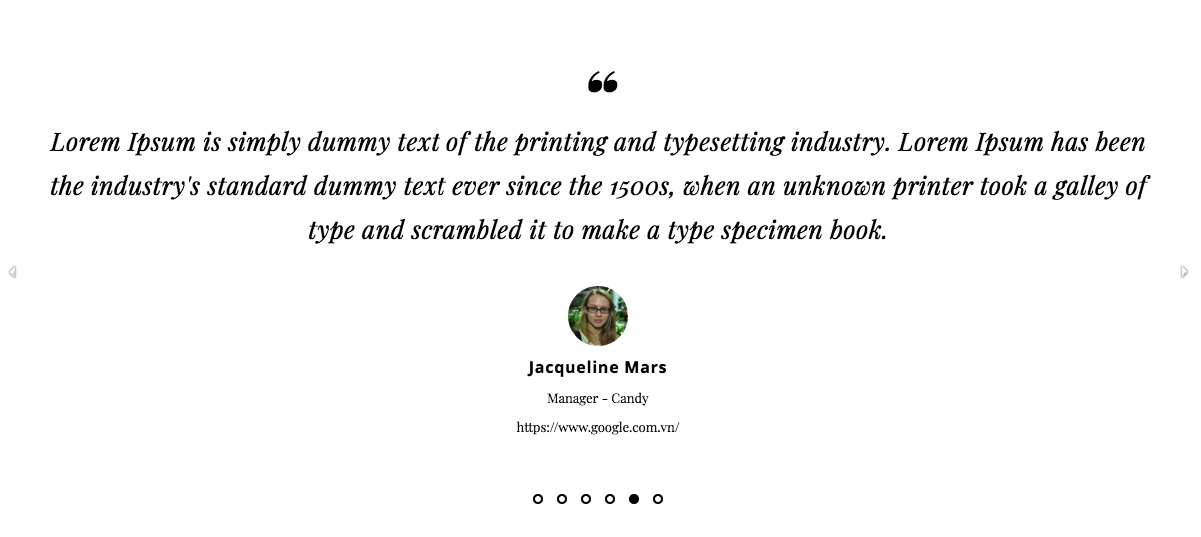 ❝
Lorem Ipsum is simply dummy text of the printing and typesetting industry. Lorem Ipsum has been
the industry's standard dummy text ever since the 1500s, when an unknown printer took a galley of
type and scrambled it to make a type specimen book.
Jacqueline Mars
Manager - Candy
https://www.google.com.vn/